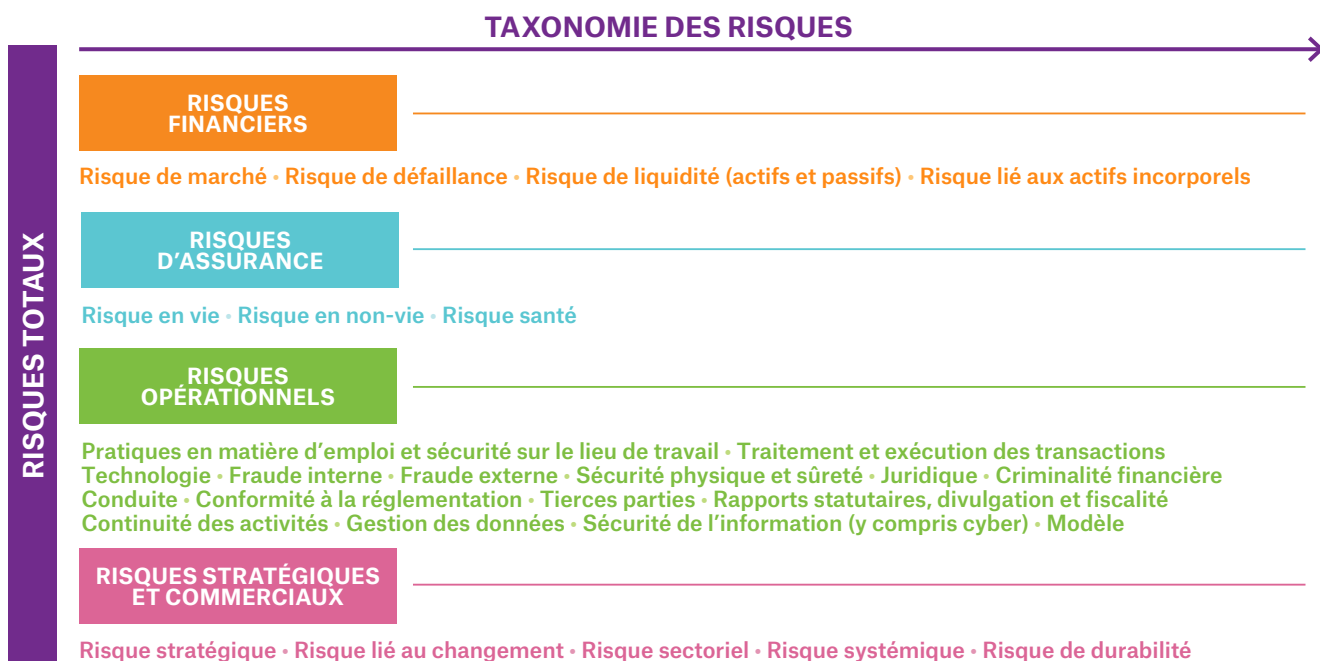 TAXONOMIE DES RISQUES
RISQUES TOTAUX
RISQUES
FINANCIERS
Risque de marché • Risque de défaillance • Risque de liquidité (actifs et passifs) • Risque lié aux actifs incorporels
RISQUES
D’ASSURANCE
Risque en vie • Risque en non-vie • Risque santé
RISQUES
OPÉRATIONNELS
Pratiques en matière d’emploi et sécurité sur le lieu de travail • Traitement et exécution des transactions
Technologie • Fraude interne • Fraude externe • Sécurité physique et sûreté • Juridique • Criminalité financière
Conduite • Conformité à la réglementation • Tierces parties • Rapports statutaires, divulgation et fiscalité
Continuité des activités • Gestion des données • Sécurité de l’information (y compris cyber) • Modèle
RISQUES STRATÉGIQUES
ET COMMERCIAUX
Risque stratégique • Risque lié au changement • Risque sectoriel • Risque systémique • Risque de durabilité